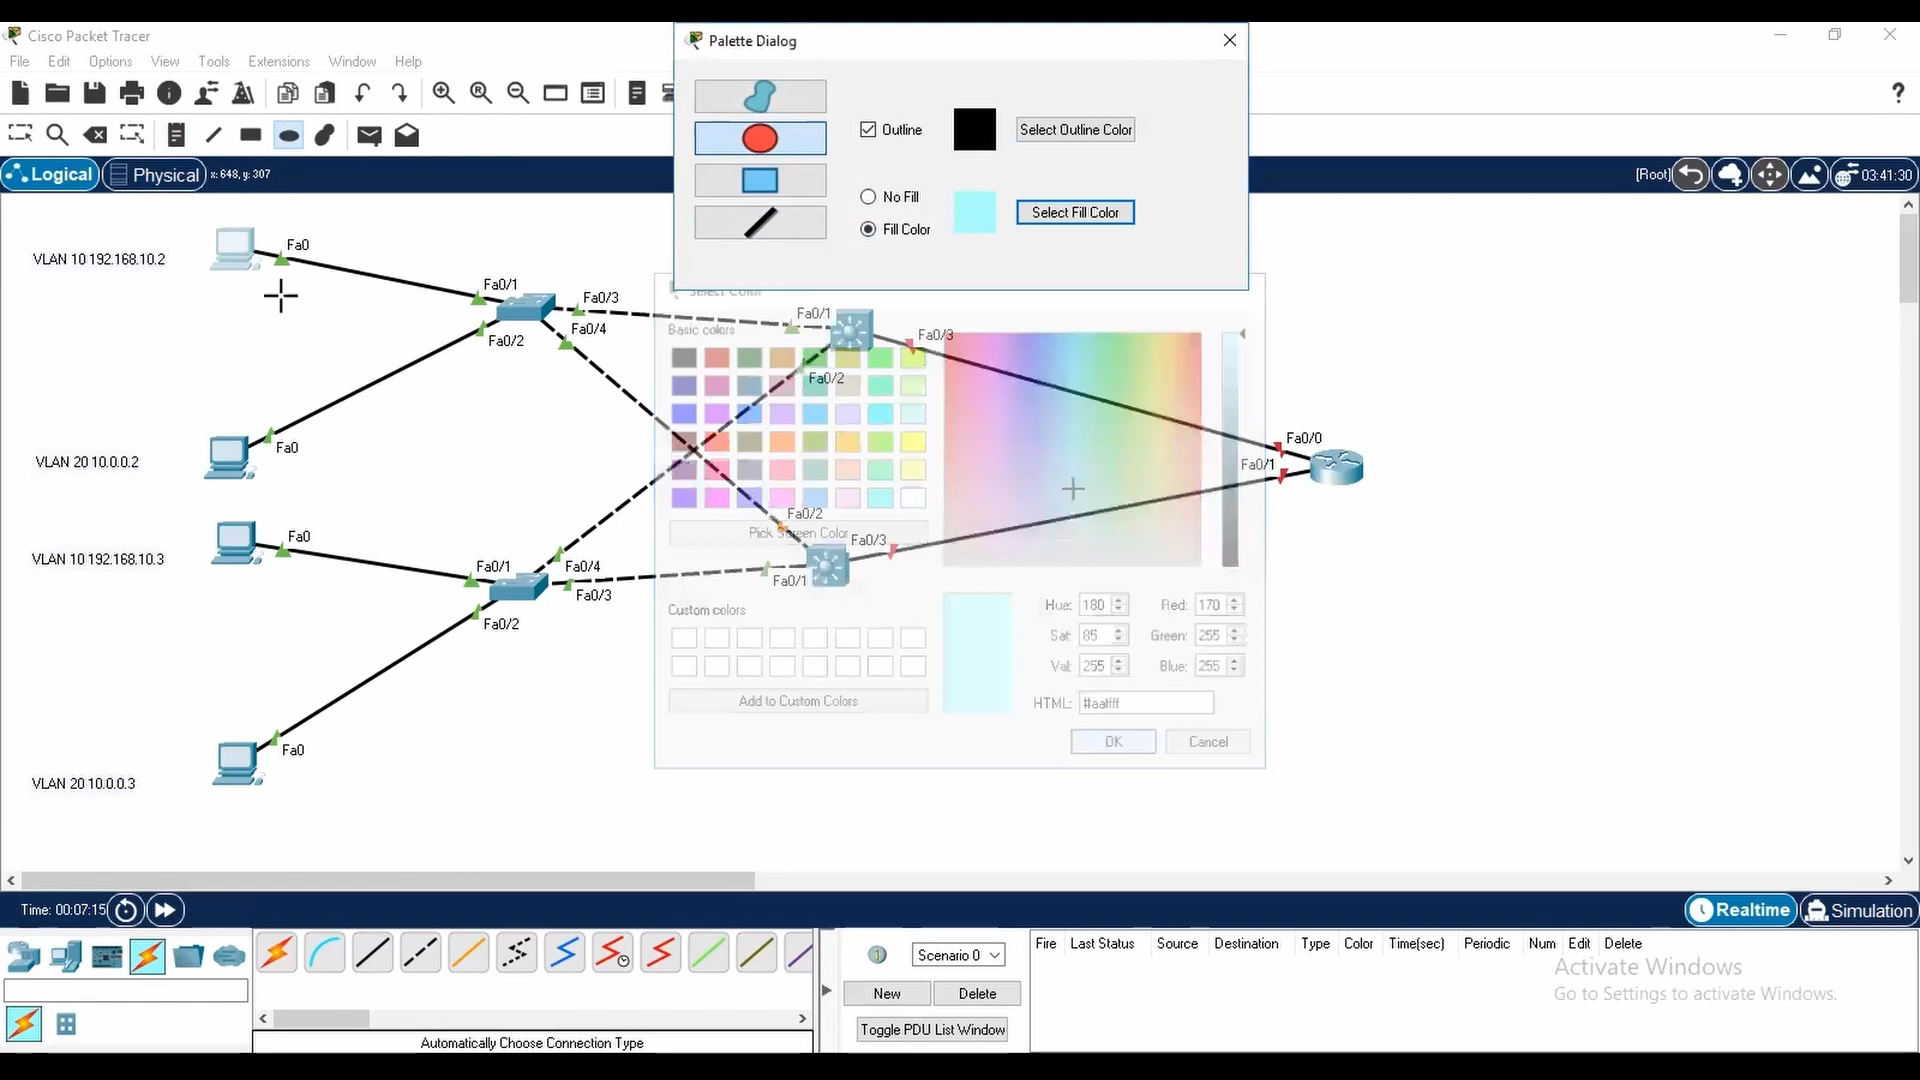 Cisco Packet Tracer
File Edit Options View Tools Extensions Window Help
Palette Dialog
Outline
Select Outline Color
No Fill
Fill Color
Select Fill Color
Logical
Physical
x: 648, y: 307
[Root]
03:41:30
VLAN 10 192.168.10.2
Fa0
Fa0/1
Fa0/2
Fa0/3
Fa0/4
VLAN 20 10.0.0.2
Fa0
VLAN 10 192.168.10.3
Fa0
Fa0/1
Fa0/2
Fa0/4
Fa0/3
VLAN 20 10.0.0.3
Fa0
Fa0/1
Fa0/3
Fa0/2
Fa0/2
Fa0/3
Fa0/1
Fa0/0
Fa0/1
Select Color
Basic colors
Pick Screen Color
Custom colors
Add to Custom Colors
Hue: 180 Red: 170
Sat: 85 Green: 255
Val: 255 Blue: 255
HTML: #aaffff
OK Cancel
Time: 00:07:15
Realtime
Simulation
Scenario 0
New Delete
Toggle PDU List Window
Automatically Choose Connection Type
Fire Last Status Source Destination Type Color Time(sec) Periodic Num Edit Delete
Activate Windows
Go to Settings to activate Windows.